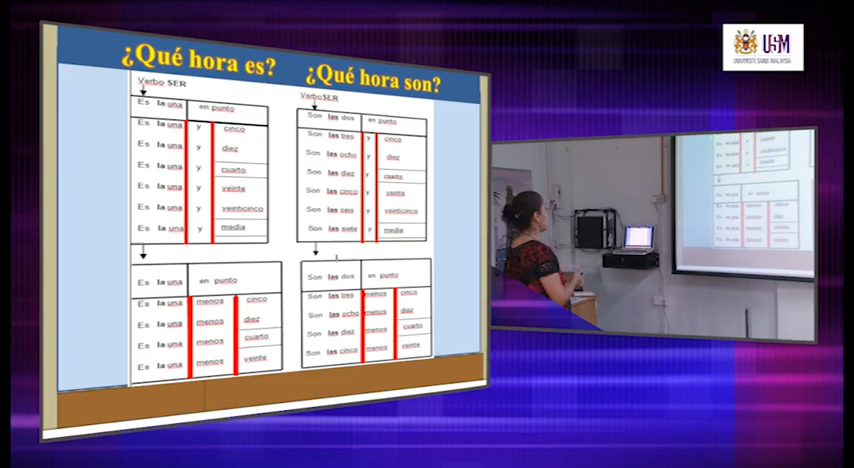 ¿Qué hora es?
¿Qué hora son?
Verbo SER
Es la una en punto
Es la una y cinco
Es la una y diez
Es la una y cuarto
Es la una y veinte
Es la una y veinticinco
Es la una y media
Es la una en punto
Es la una menos cinco
Es la una menos diez
Es la una menos cuarto
Es la una menos veinte
Verbo SER
Son las dos en punto
Son las tres y cinco
Son las ocho y diez
Son las diez y cuarto
Son las cinco y veinte
Son las seis y veinticinco
Son las siete y media
Son las dos en punto
Son las tres menos cinco
Son las ocho menos diez
Son las diez menos cuarto
Son las cinco menos veinte
USM
UNIVERSITI SAINS MALAYSIA